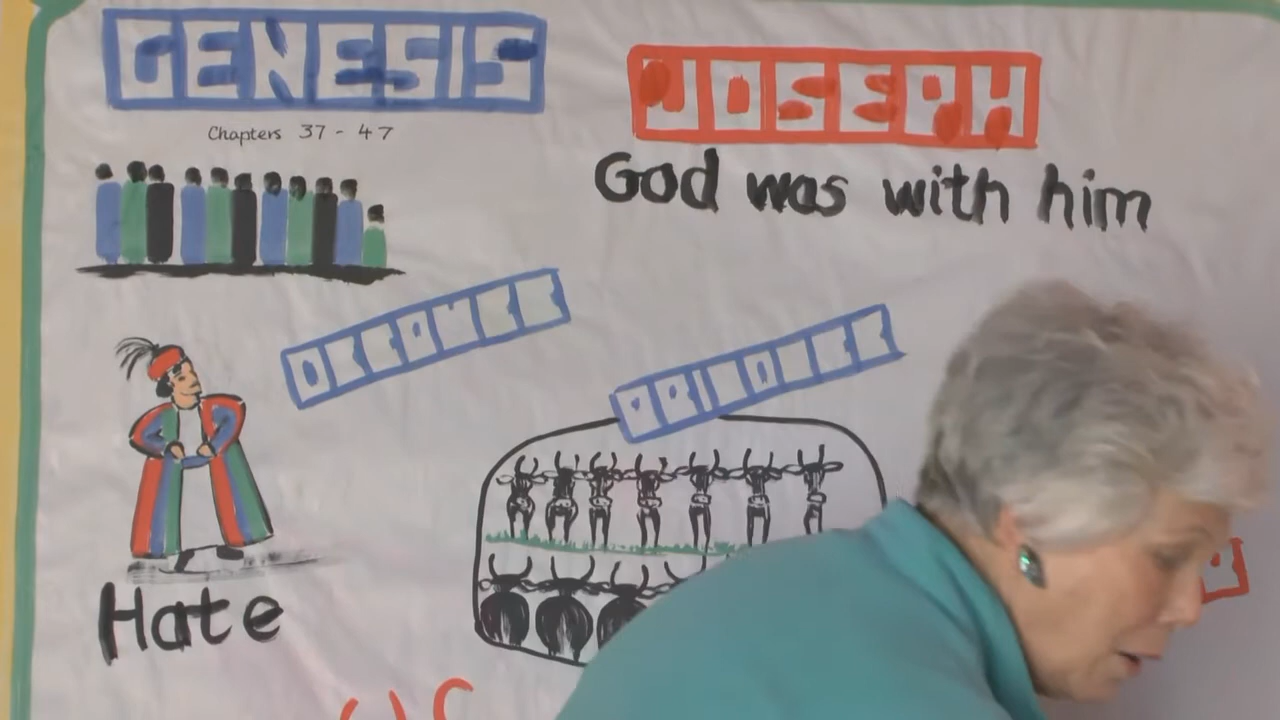 GENESIS
JOSEPH
Chapters 37 - 47
God was with him
Hate